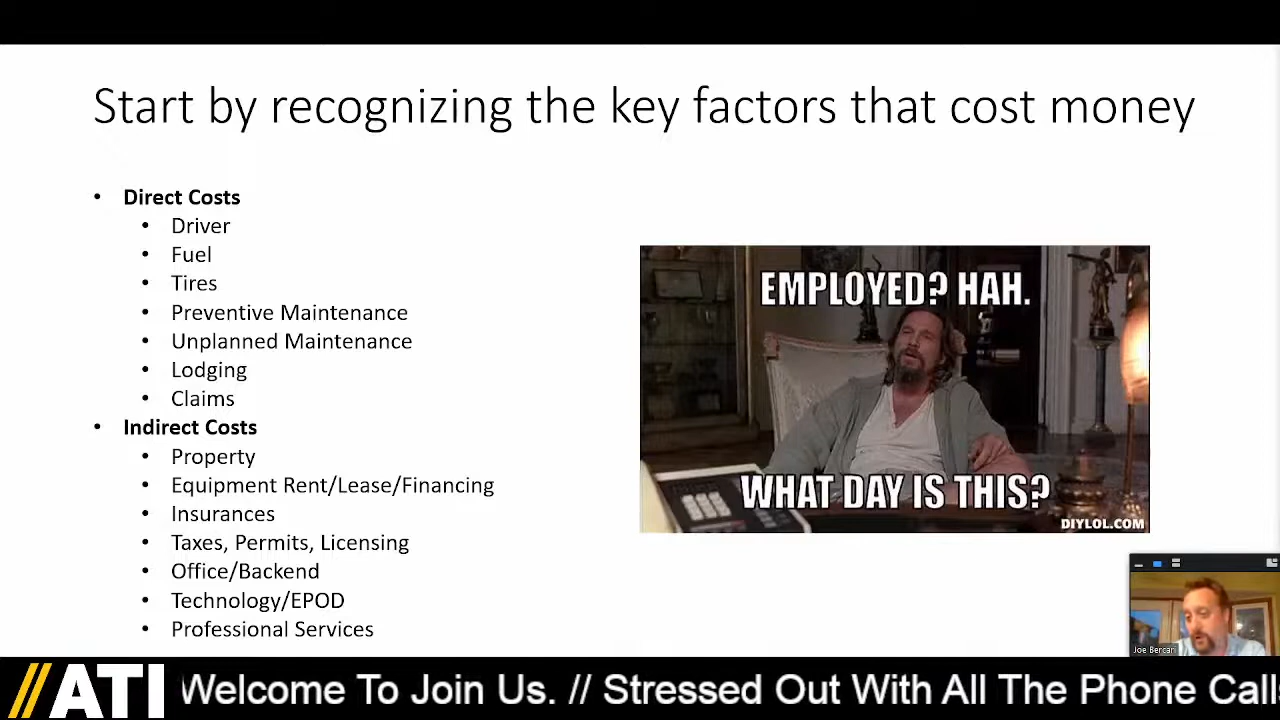 Start by recognizing the key factors that cost money
• Direct Costs
• Driver
• Fuel
• Tires
• Preventive Maintenance
• Unplanned Maintenance
• Lodging
• Claims
• Indirect Costs
• Property
• Equipment Rent/Lease/Financing
• Insurances
• Taxes, Permits, Licensing
• Office/Backend
• Technology/EPOD
• Professional Services
EMPLOYED? HAH.
WHAT DAY IS THIS?
DIYLOL.COM
Joe Bercan
//ATI Welcome To Join Us. // Stressed Out With All The Phone Calls